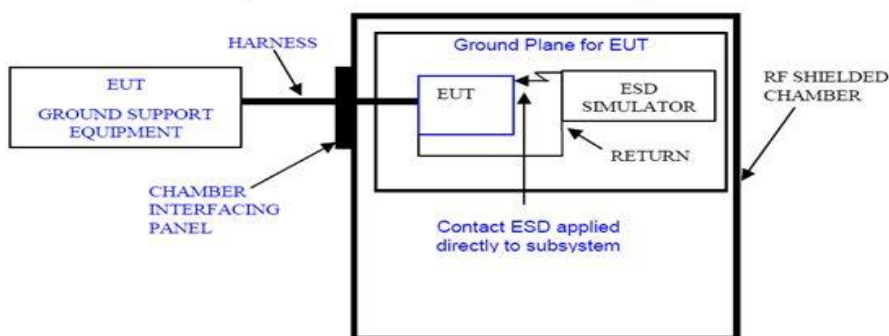 HARNESS
Ground Plane for EUT
EUT
GROUND SUPPORT
EQUIPMENT
EUT
ESD
SIMULATOR
RF SHIELDED
CHAMBER
RETURN
CHAMBER
INTERFACING
PANEL
Contact ESD applied
directly to subsystem